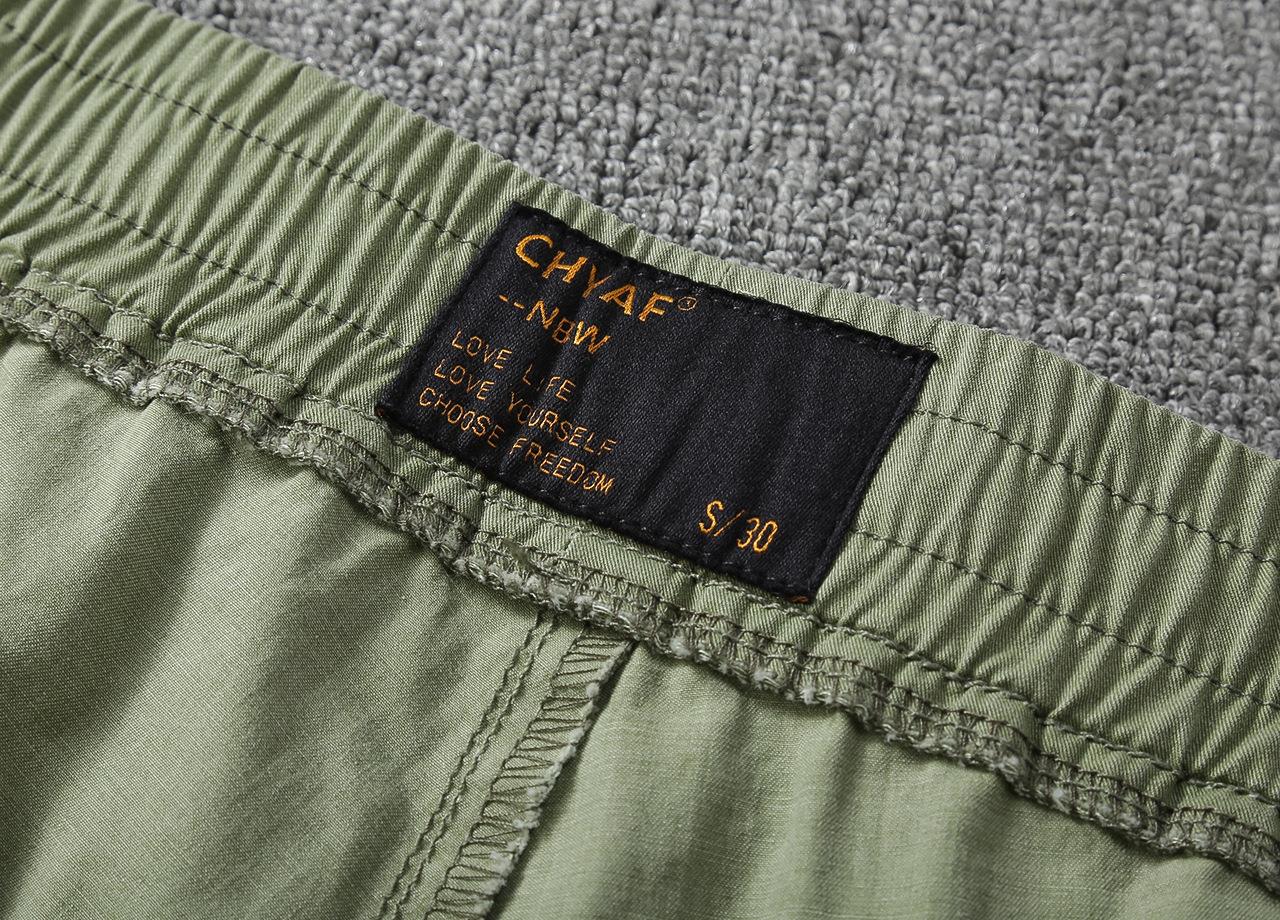 CHYAF®
--NBW
LOVE LIFE
LOVE YOURSELF
CHOOSE FREEDOM
S/30